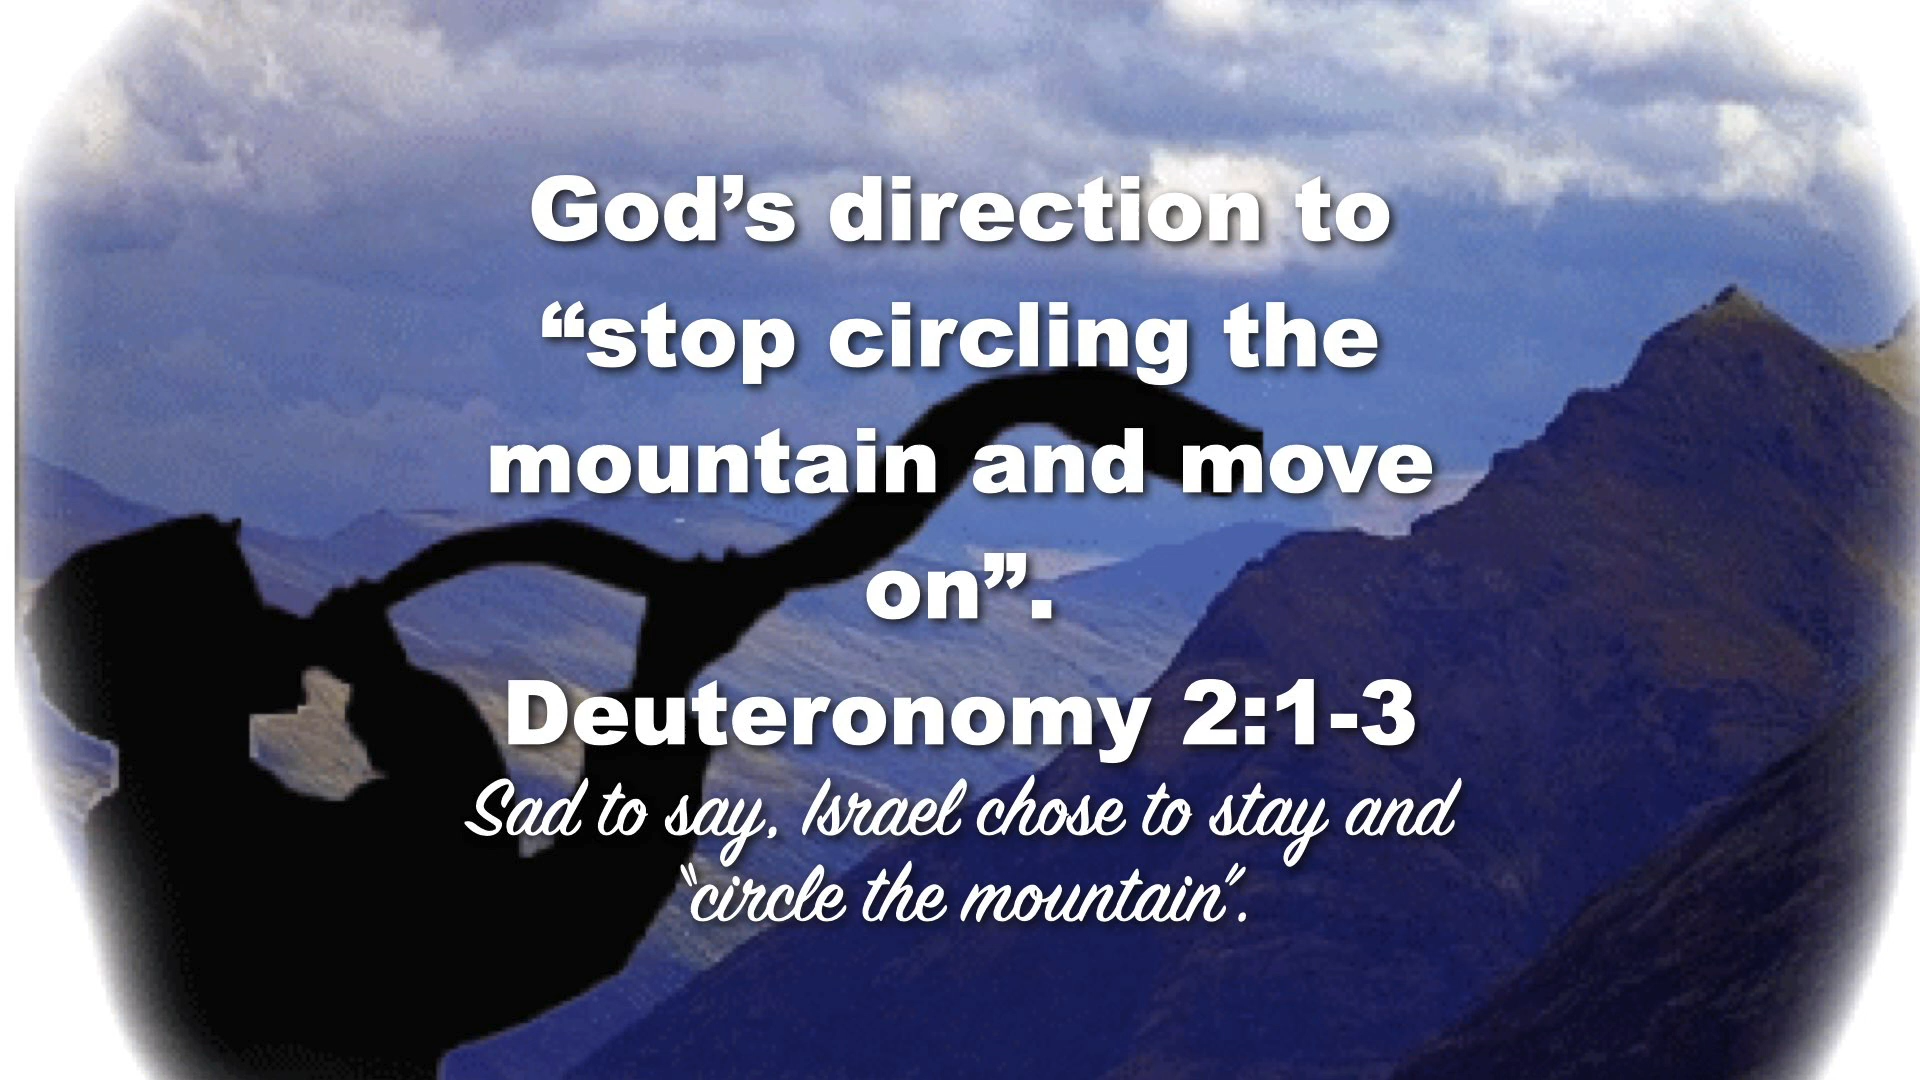 God’s direction to
“stop circling the
mountain and move
on”.
Deuteronomy 2:1-3
Sad to say, Israel chose to stay and
“circle the mountain”.